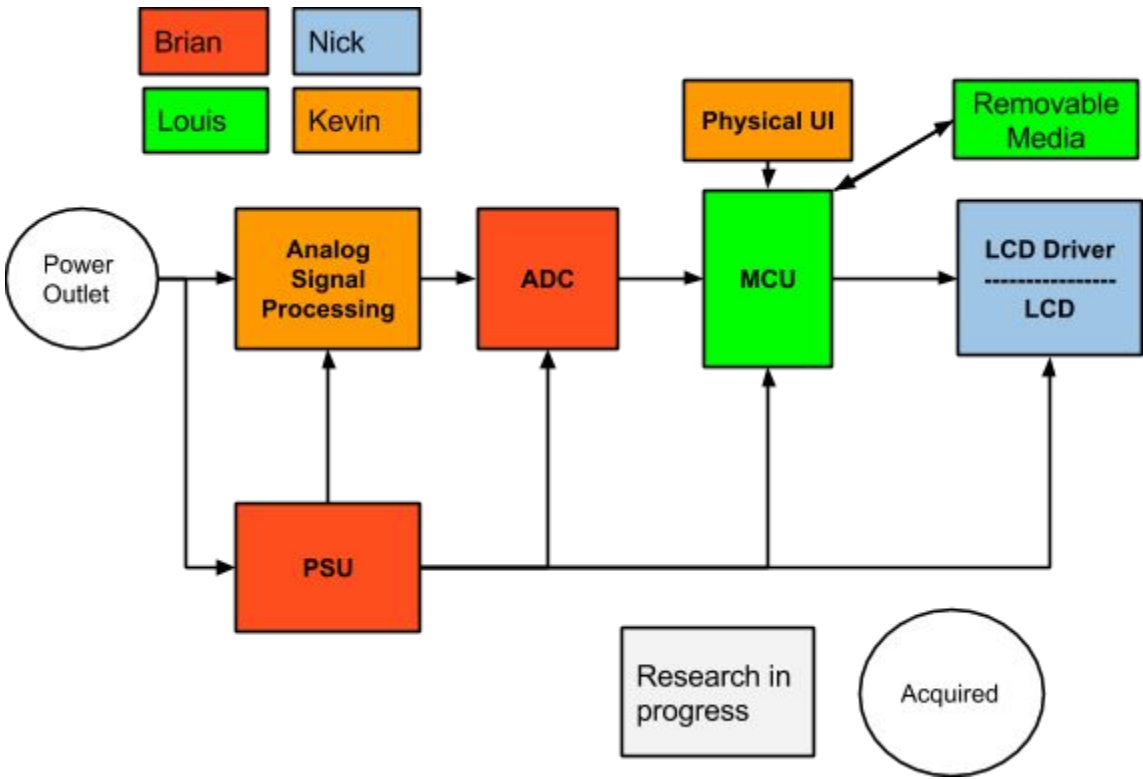 Brian
Nick
Louis
Kevin
Physical UI
Removable
Media
Power
Outlet
Analog
Signal
Processing
ADC
MCU
LCD Driver
----------------
LCD
PSU
Research in
progress
Acquired